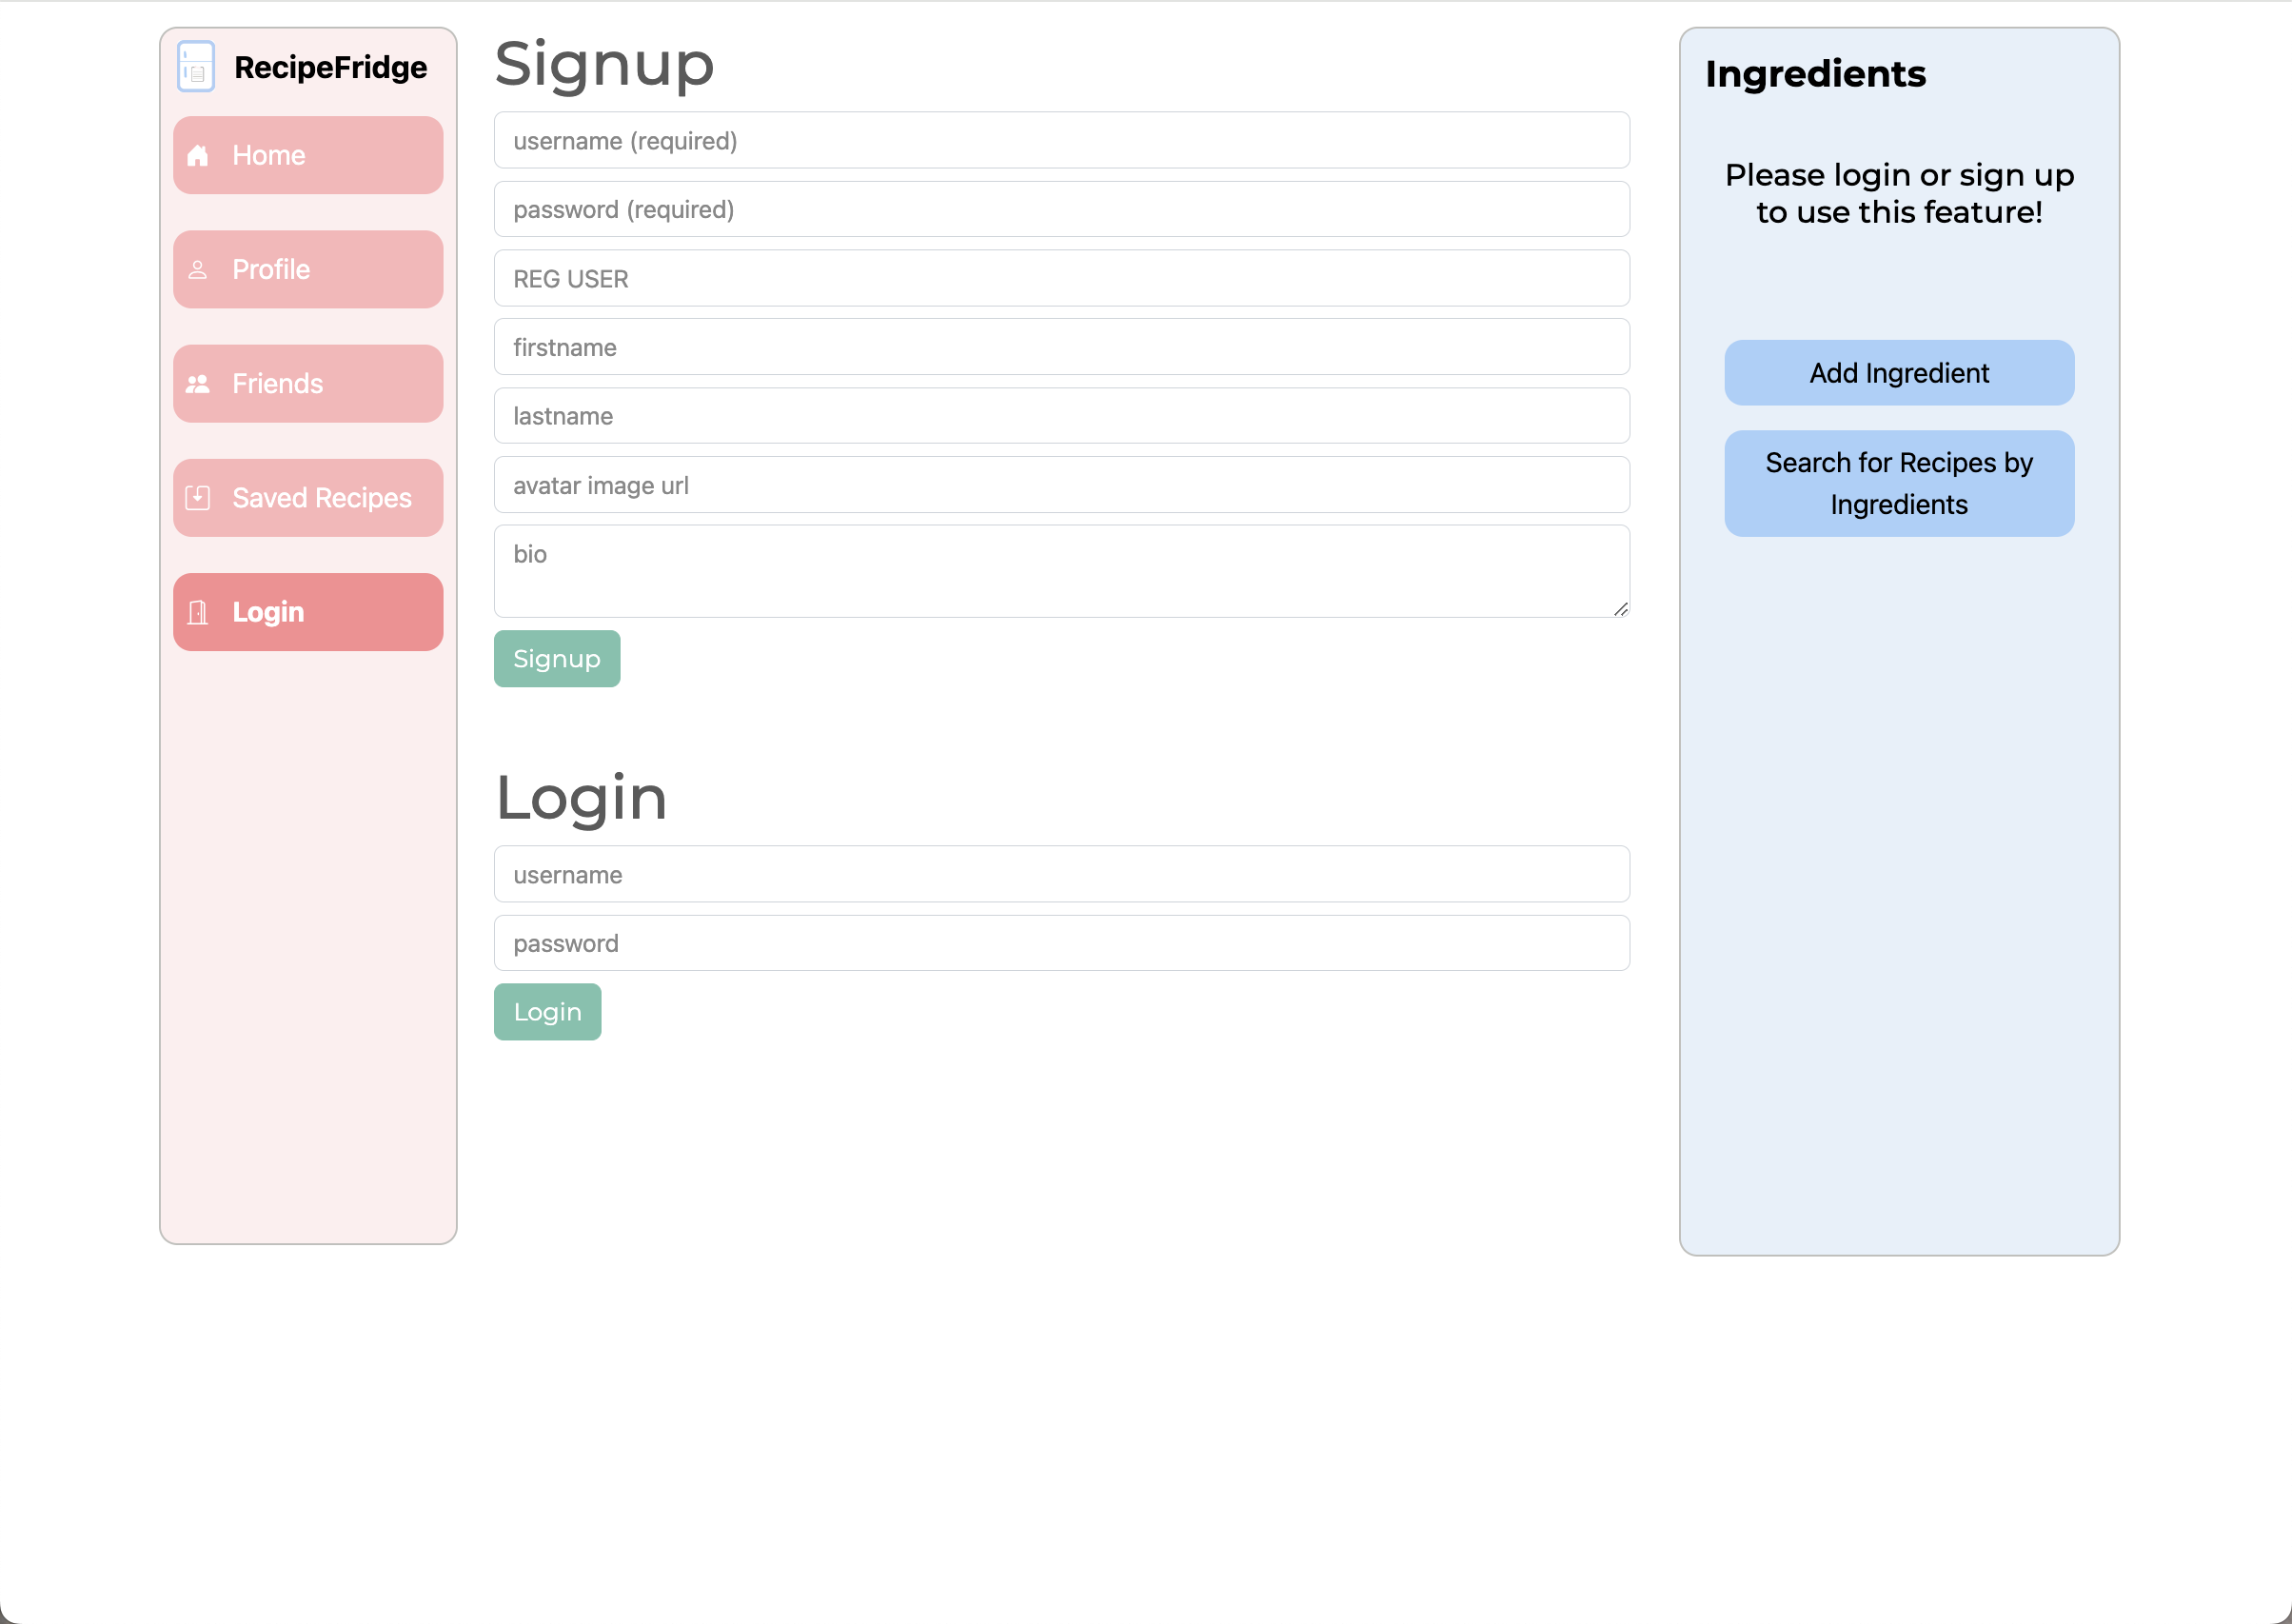 RecipeFridge
Home
Profile
Friends
Saved Recipes
Login
Signup
username (required)
password (required)
REG USER
firstname
lastname
avatar image url
bio
Signup
Login
username
password
Login
Ingredients
Please login or sign up
to use this feature!
Add Ingredient
Search for Recipes by
Ingredients